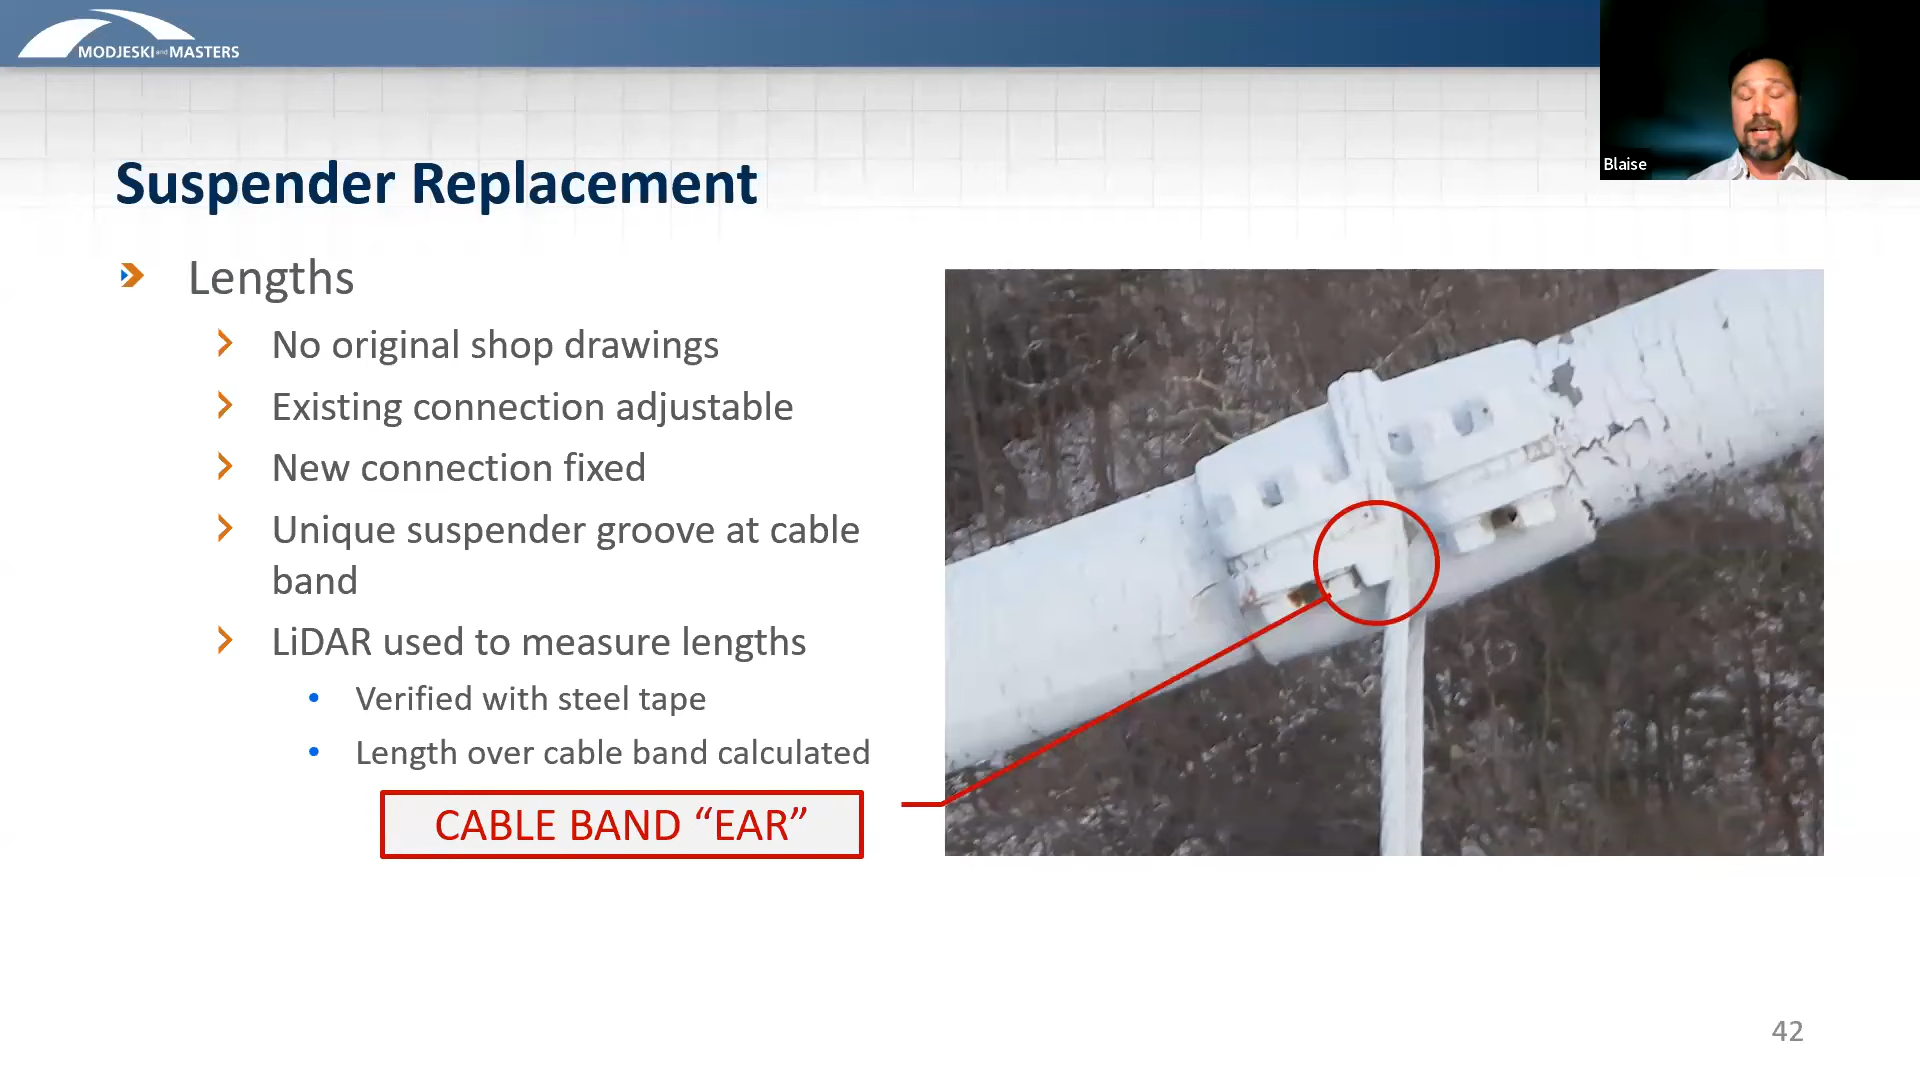 MODJESKI and MASTERS
Blaise
Suspender Replacement
Lengths
No original shop drawings
Existing connection adjustable
New connection fixed
Unique suspender groove at cable
band
LiDAR used to measure lengths
Verified with steel tape
Length over cable band calculated
CABLE BAND “EAR”
42